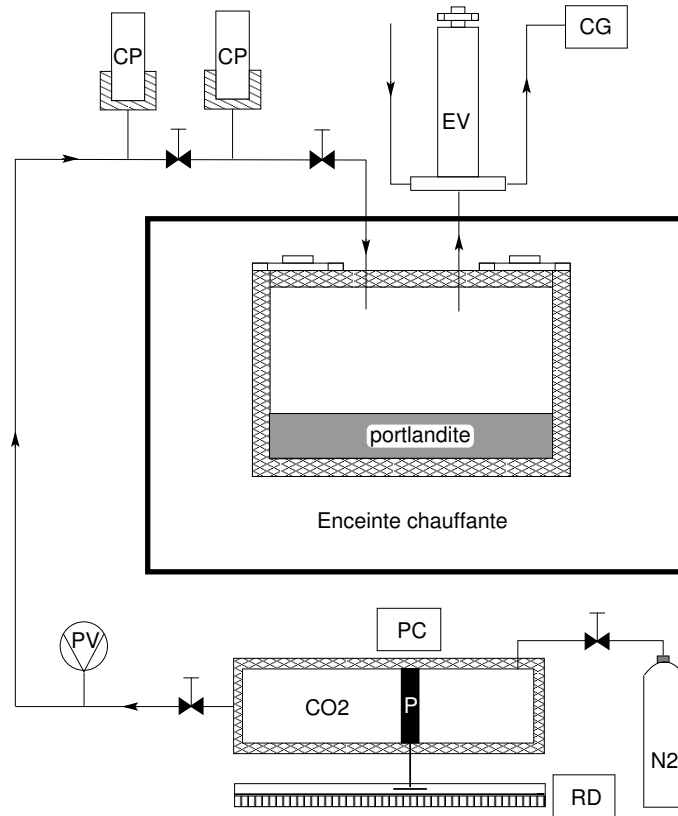 CP
CP
CG
EV
portlandite
Enceinte chauffante
PV
PC
CO2
P
N2
RD